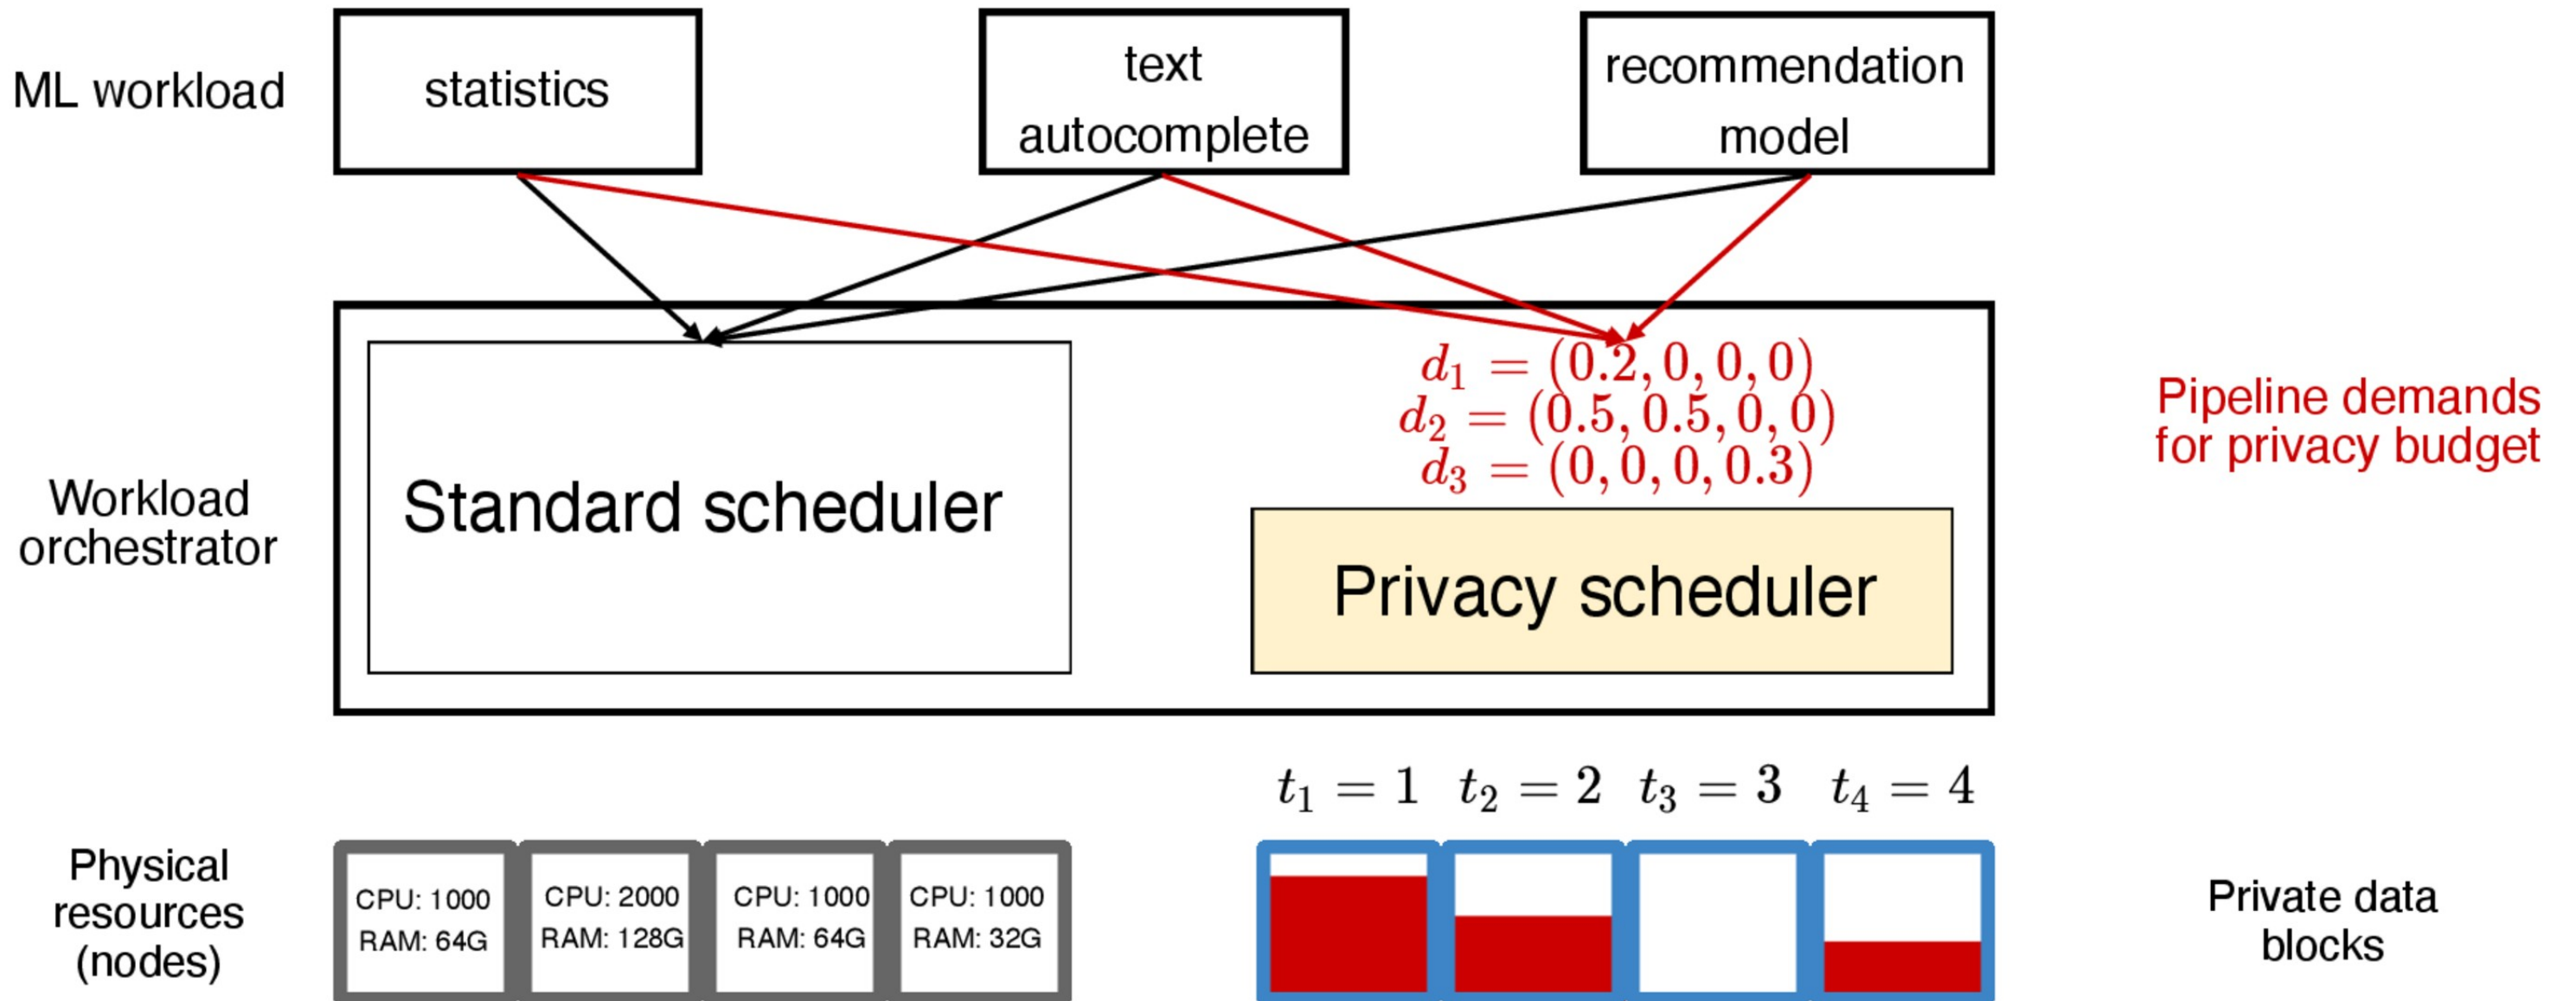 ML workload
statistics
text
autocomplete
recommendation
model
Workload
orchestrator
Standard scheduler
d₁ = (0.2, 0, 0, 0)
d₂ = (0.5, 0.5, 0, 0)
d₃ = (0, 0, 0, 0.3)
Privacy scheduler
Pipeline demands
for privacy budget
t₁ = 1 t₂ = 2 t₃ = 3 t₄ = 4
Physical
resources
(nodes)
CPU: 1000
RAM: 64G
CPU: 2000
RAM: 128G
CPU: 1000
RAM: 64G
CPU: 1000
RAM: 32G
Private data
blocks